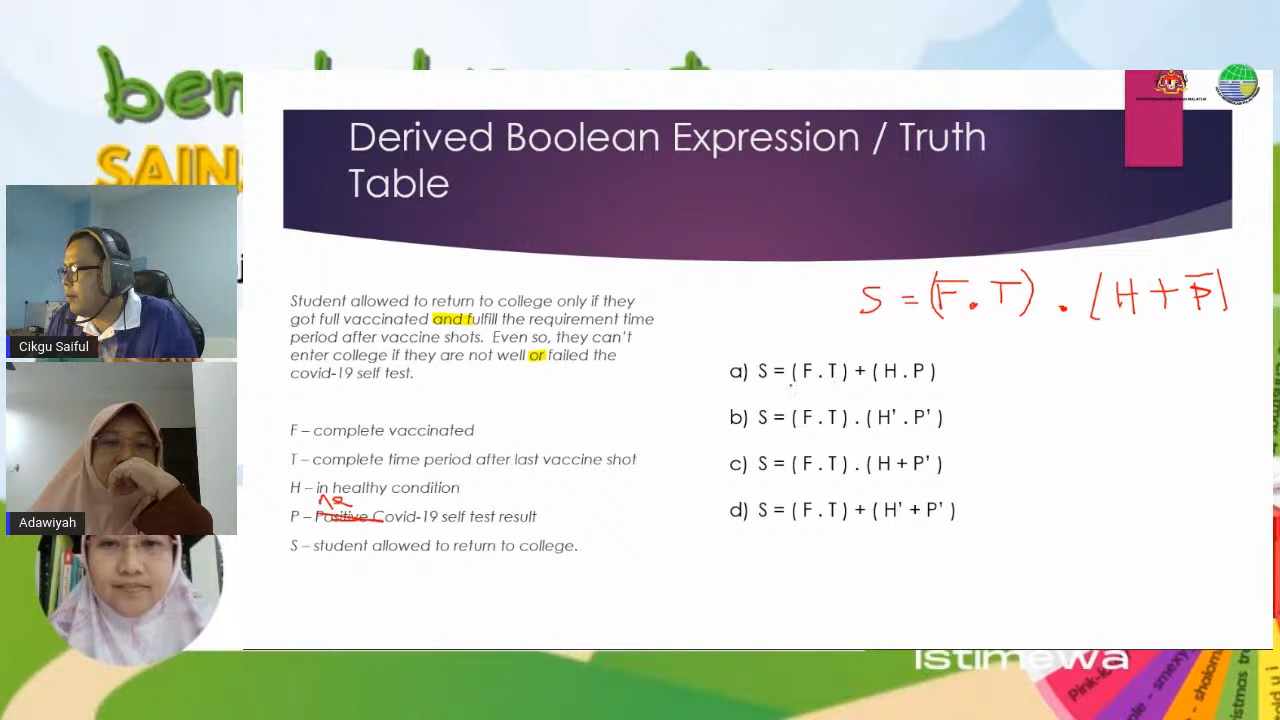 SAINS
Derived Boolean Expression / Truth
Table
S = (F . T) . [H + P̅]
Student allowed to return to college only if they
got full vaccinated and fulfill the requirement time
period after vaccine shots. Even so, they can't
enter college if they are not well or failed the
covid-19 self test.
F – complete vaccinated
T – complete time period after last vaccine shot
H – in healthy condition
P – Positive Covid-19 self test result
S – student allowed to return to college.
a) S = ( F . T ) + ( H . P )
b) S = ( F . T ) . ( H' . P' )
c) S = ( F . T ) . ( H + P' )
d) S = ( F . T ) + ( H' + P' )
Cikgu Saiful
Adawiyah
istimewa